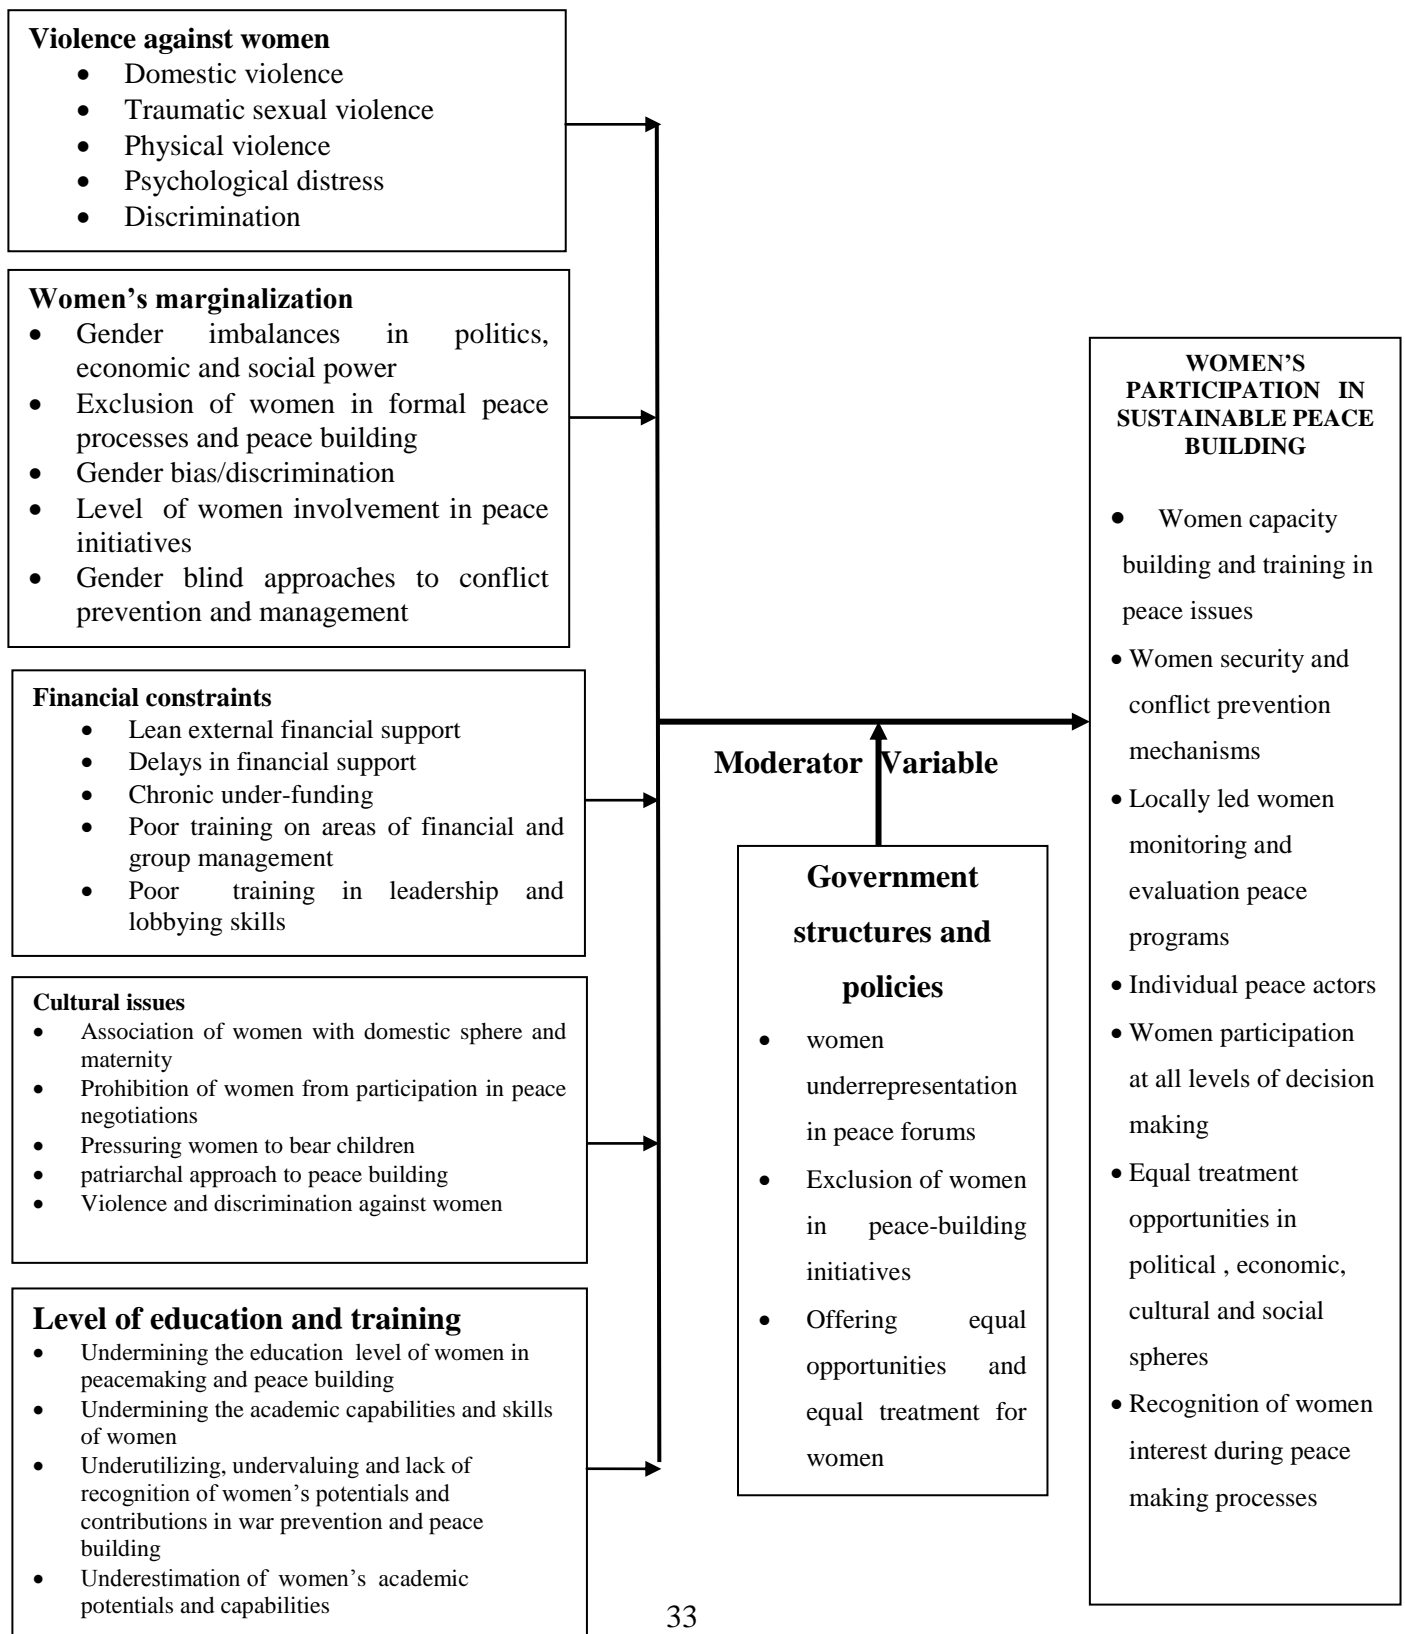 Violence against women
• Domestic violence
• Traumatic sexual violence
• Physical violence
• Psychological distress
• Discrimination
Women’s marginalization
• Gender imbalances in politics,
economic and social power
• Exclusion of women in formal peace
processes and peace building
• Gender bias/discrimination
• Level of women involvement in peace
initiatives
• Gender blind approaches to conflict
prevention and management
Financial constraints
• Lean external financial support
• Delays in financial support
• Chronic under-funding
• Poor training on areas of financial and
group management
• Poor training in leadership and
lobbying skills
Cultural issues
• Association of women with domestic sphere and
maternity
• Prohibition of women from participation in peace
negotiations
• Pressuring women to bear children
• patriarchal approach to peace building
• Violence and discrimination against women
Level of education and training
• Undermining the education level of women in
peacemaking and peace building
• Undermining the academic capabilities and skills
of women
• Underutilizing, undervaluing and lack of
recognition of women’s potentials and
contributions in war prevention and peace
building
• Underestimation of women’s academic
potentials and capabilities
Moderator Variable
Government
structures and
policies
• women
underrepresentation
in peace forums
• Exclusion of women
in peace-building
initiatives
• Offering equal
opportunities and
equal treatment for
women
WOMEN’S
PARTICIPATION IN
SUSTAINABLE PEACE
BUILDING
• Women capacity
building and training in
peace issues
• Women security and
conflict prevention
mechanisms
• Locally led women
monitoring and
evaluation peace
programs
• Individual peace actors
• Women participation
at all levels of decision
making
• Equal treatment
opportunities in
political , economic,
cultural and social
spheres
• Recognition of women
interest during peace
making processes
33